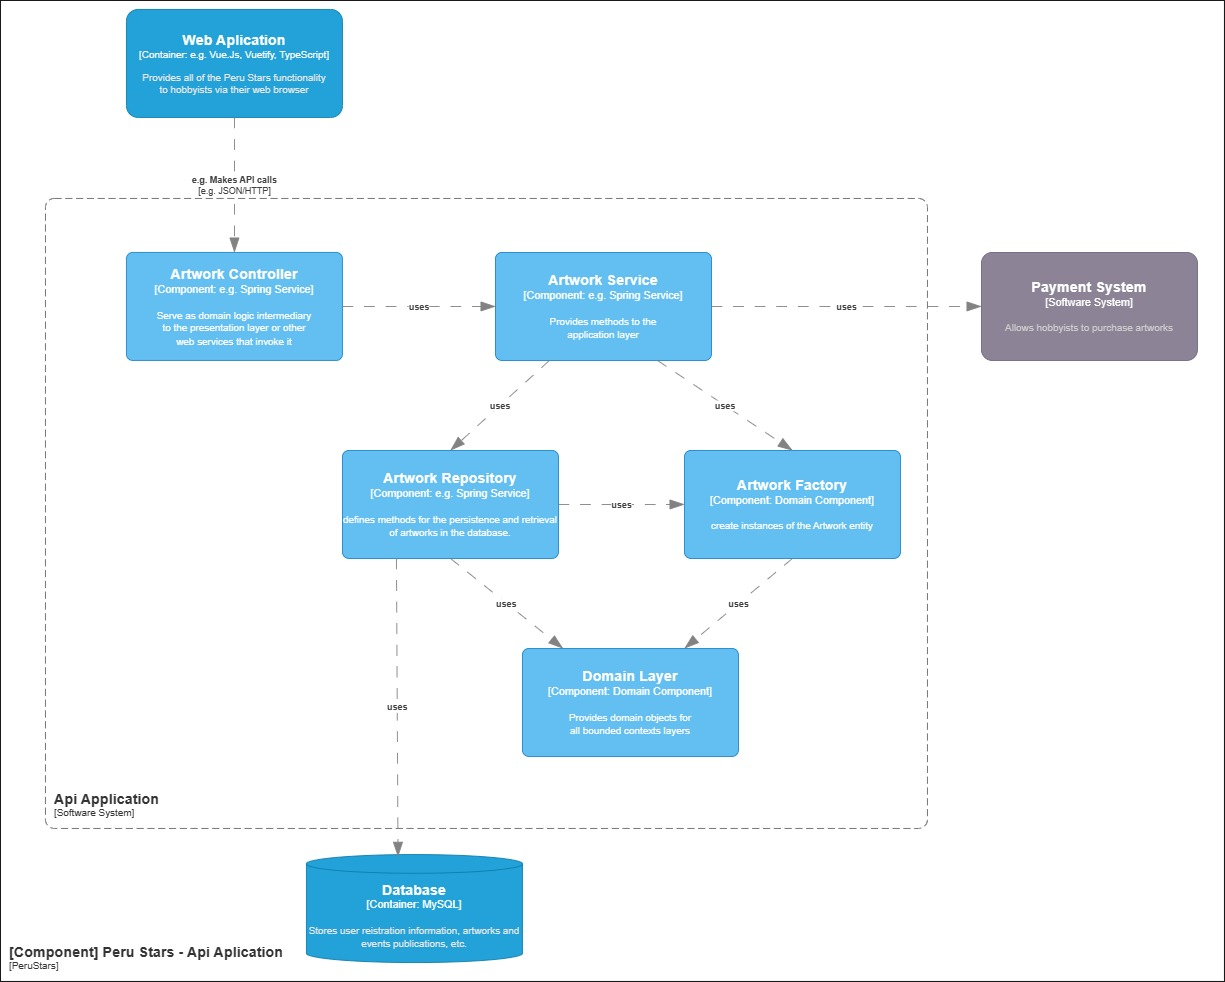 Web Aplication
[Container: e.g. Vue.Js, Vuetify, TypeScript]
Provides all of the Peru Stars functionality
to hobbyists via their web browser
e.g. Makes API calls
[e.g. JSON/HTTP]
Artwork Controller
[Component: e.g. Spring Service]
Serve as domain logic intermediary
to the presentation layer or other
web services that invoke it
uses
Artwork Service
[Component: e.g. Spring Service]
Provides methods to the
application layer
uses
Payment System
[Software System]
Allows hobbyists to purchase artworks
uses
uses
Artwork Repository
[Component: e.g. Spring Service]
defines methods for the persistence and retrieval
of artworks in the database.
uses
Artwork Factory
[Component: Domain Component]
create instances of the Artwork entity
uses
uses
Domain Layer
[Component: Domain Component]
Provides domain objects for
all bounded contexts layers
uses
Api Application
[Software System]
Database
[Container: MySQL]
Stores user reistration information, artworks and
events publications, etc.
[Component] Peru Stars - Api Aplication
[PeruStars]